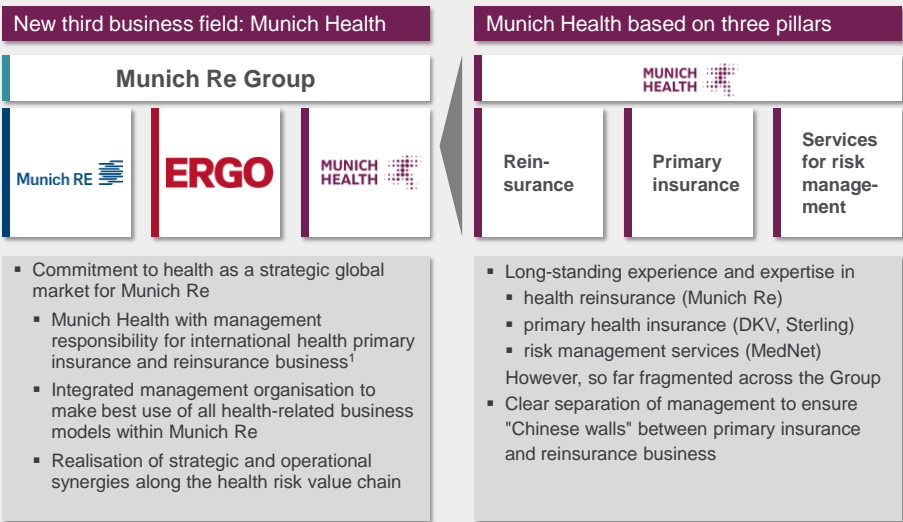 New third business field: Munich Health
Munich Re Group
Munich RE
ERGO
MUNICH
HEALTH
▪ Commitment to health as a strategic global
market for Munich Re
▪ Munich Health with management
responsibility for international health primary
insurance and reinsurance business¹
▪ Integrated management organisation to
make best use of all health-related business
models within Munich Re
▪ Realisation of strategic and operational
synergies along the health risk value chain
Munich Health based on three pillars
MUNICH
HEALTH
Rein-
surance
Primary
insurance
Services
for risk
manage-
ment
▪ Long-standing experience and expertise in
▪ health reinsurance (Munich Re)
▪ primary health insurance (DKV, Sterling)
▪ risk management services (MedNet)
However, so far fragmented across the Group
▪ Clear separation of management to ensure
"Chinese walls" between primary insurance
and reinsurance business